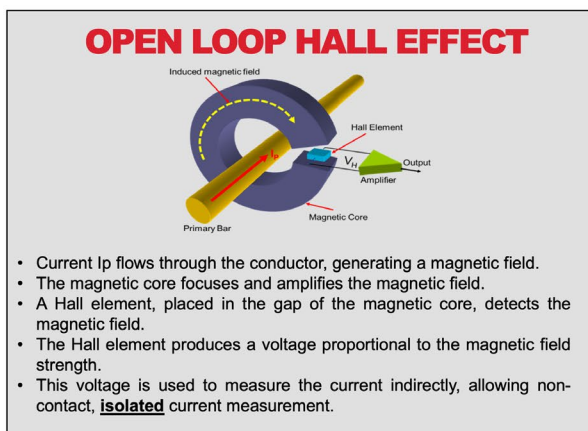 OPEN LOOP HALL EFFECT
Induced magnetic field
Hall Element
Ip
VH
Output
Amplifier
Magnetic Core
Primary Bar
• Current Ip flows through the conductor, generating a magnetic field.
• The magnetic core focuses and amplifies the magnetic field.
• A Hall element, placed in the gap of the magnetic core, detects the
magnetic field.
• The Hall element produces a voltage proportional to the magnetic field
strength.
• This voltage is used to measure the current indirectly, allowing non-
contact, isolated current measurement.